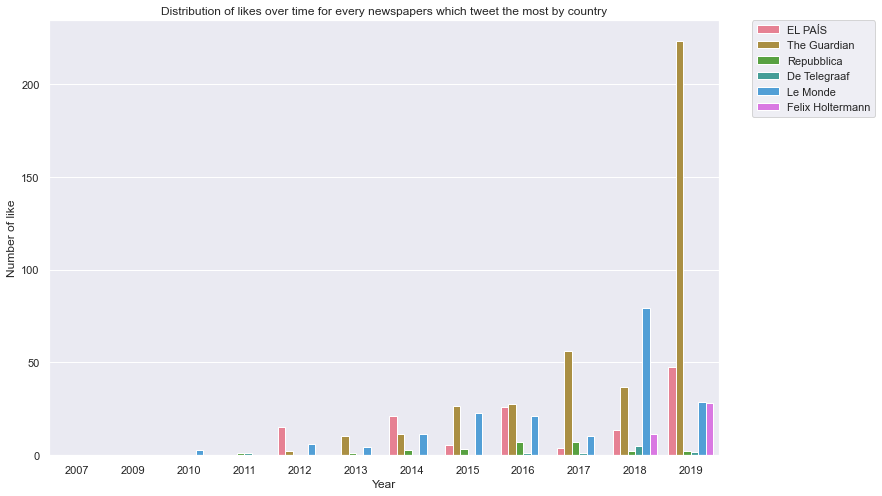 Distribution of likes over time for every newspapers which tweet the most by country
EL PAÍS
The Guardian
Repubblica
De Telegraaf
Le Monde
Felix Holtermann
Number of like
200
150
100
50
0
2007 2009 2010 2011 2012 2013 2014 2015 2016 2017 2018 2019
Year